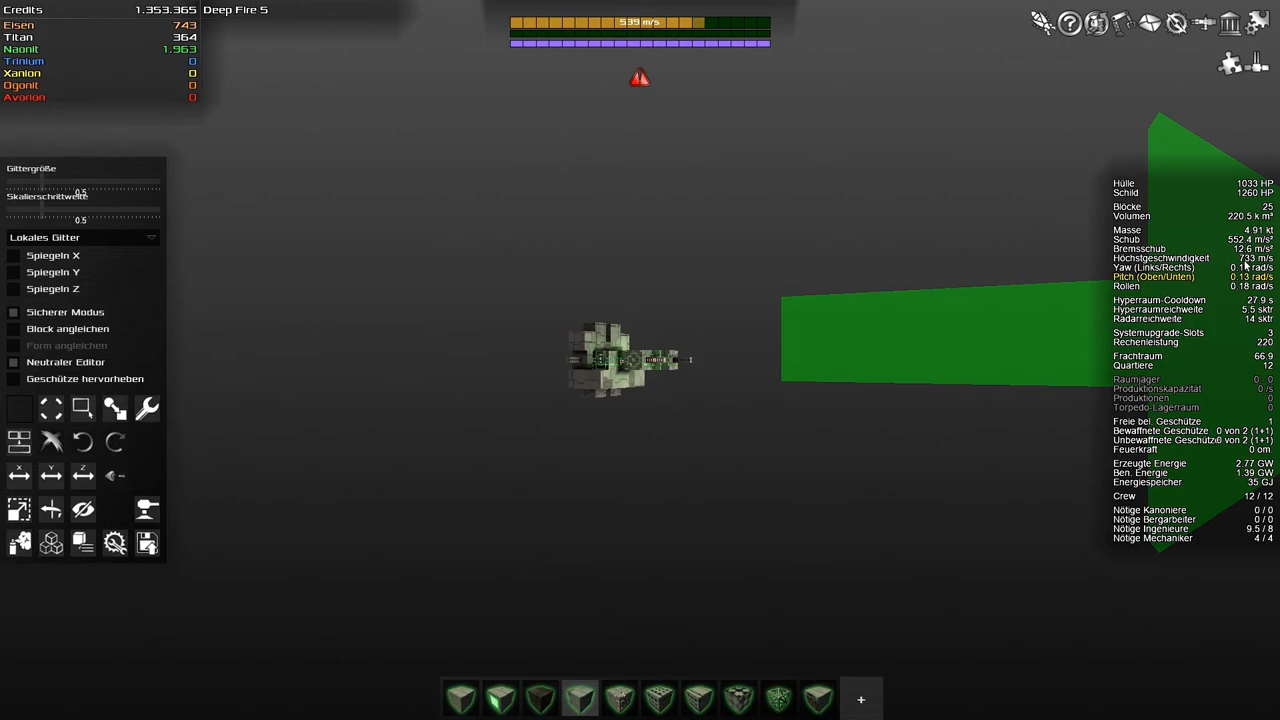 Credits 1.353.365
Deep Fire 5
Eisen 743
Titan 364
Naonit 1.963
Trinium 0
Xanion 0
Ogonit 0
Avorion 0
539 m/s
Gittergröße
0.5
Skalierschrittweite
0.5
Lokales Gitter
Spiegeln X
Spiegeln Y
Spiegeln Z
Sicherer Modus
Block angleichen
Form angleichen
Neutraler Editor
Geschütze hervorheben
X Y Z
Hülle 1033 HP
Schild 1260 HP
Blöcke 25
Volumen 220.5 k m³
Masse 4.91 kt
Schub 552.4 m/s²
Bremsschub 12.6 m/s²
Höchstgeschwindigkeit 733 m/s
Yaw (Links/Rechts) rad/s
Pitch (Oben/Unten) 0.13 rad/s
Rollen 0.18 rad/s
Hyperraum-Cooldown 27.9 s
Hyperraumreichweite 5.5 sktr
Radarreichweite 14 sktr
Systemupgrade-Slots 3
Rechenleistung 220
Frachtraum 66.9
Quartiere 12
Raumjäger 0 - 0
Produktionskapazität 0 /s
Produktionen 0
Torpedo-Lagerraum 0
Freie bel. Geschütze 1
Bewaffnete Geschütze 0 von 2 (1+1)
Unbewaffnete Geschütze 0 von 2 (1+1)
Feuerkraft 0 om.
Erzeugte Energie 2.77 GW
Ben. Energie 1.39 GW
Energiespeicher 35 GJ
Crew 12 / 12
Nötige Kanoniere 0 / 0
Nötige Bergarbeiter 0 / 0
Nötige Ingenieure 9.5 / 8
Nötige Mechaniker 4 / 4